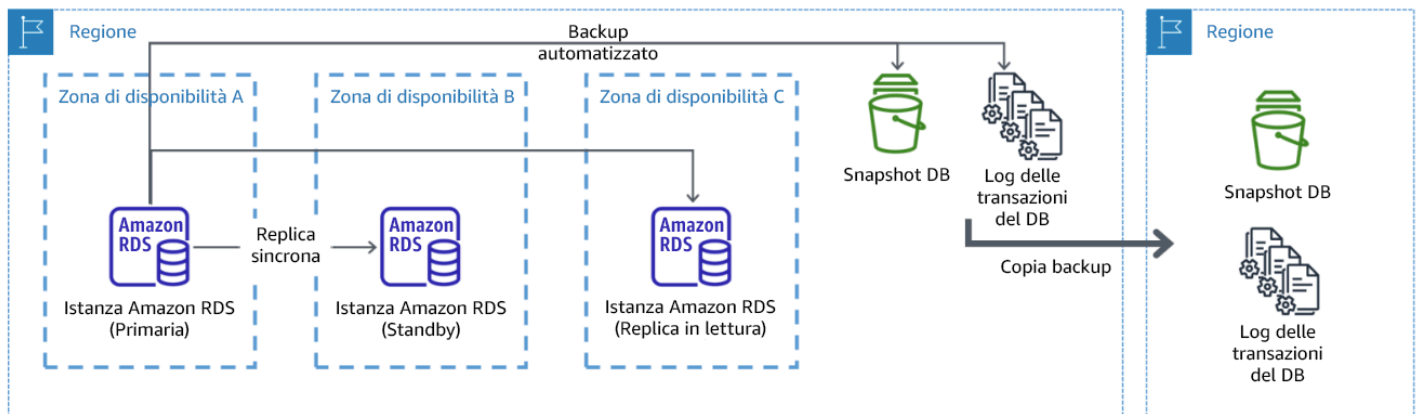 Regione
Backup
automatizzato
Regione
Zona di disponibilità A
Zona di disponibilità B
Zona di disponibilità C
Snapshot DB
Log delle
transazioni
del DB
Snapshot DB
Amazon
RDS
Replica
sincrona
Amazon
RDS
Amazon
RDS
Copia backup
Istanza Amazon RDS
(Primaria)
Istanza Amazon RDS
(Standby)
Istanza Amazon RDS
(Replica in lettura)
Log delle
transazioni
del DB